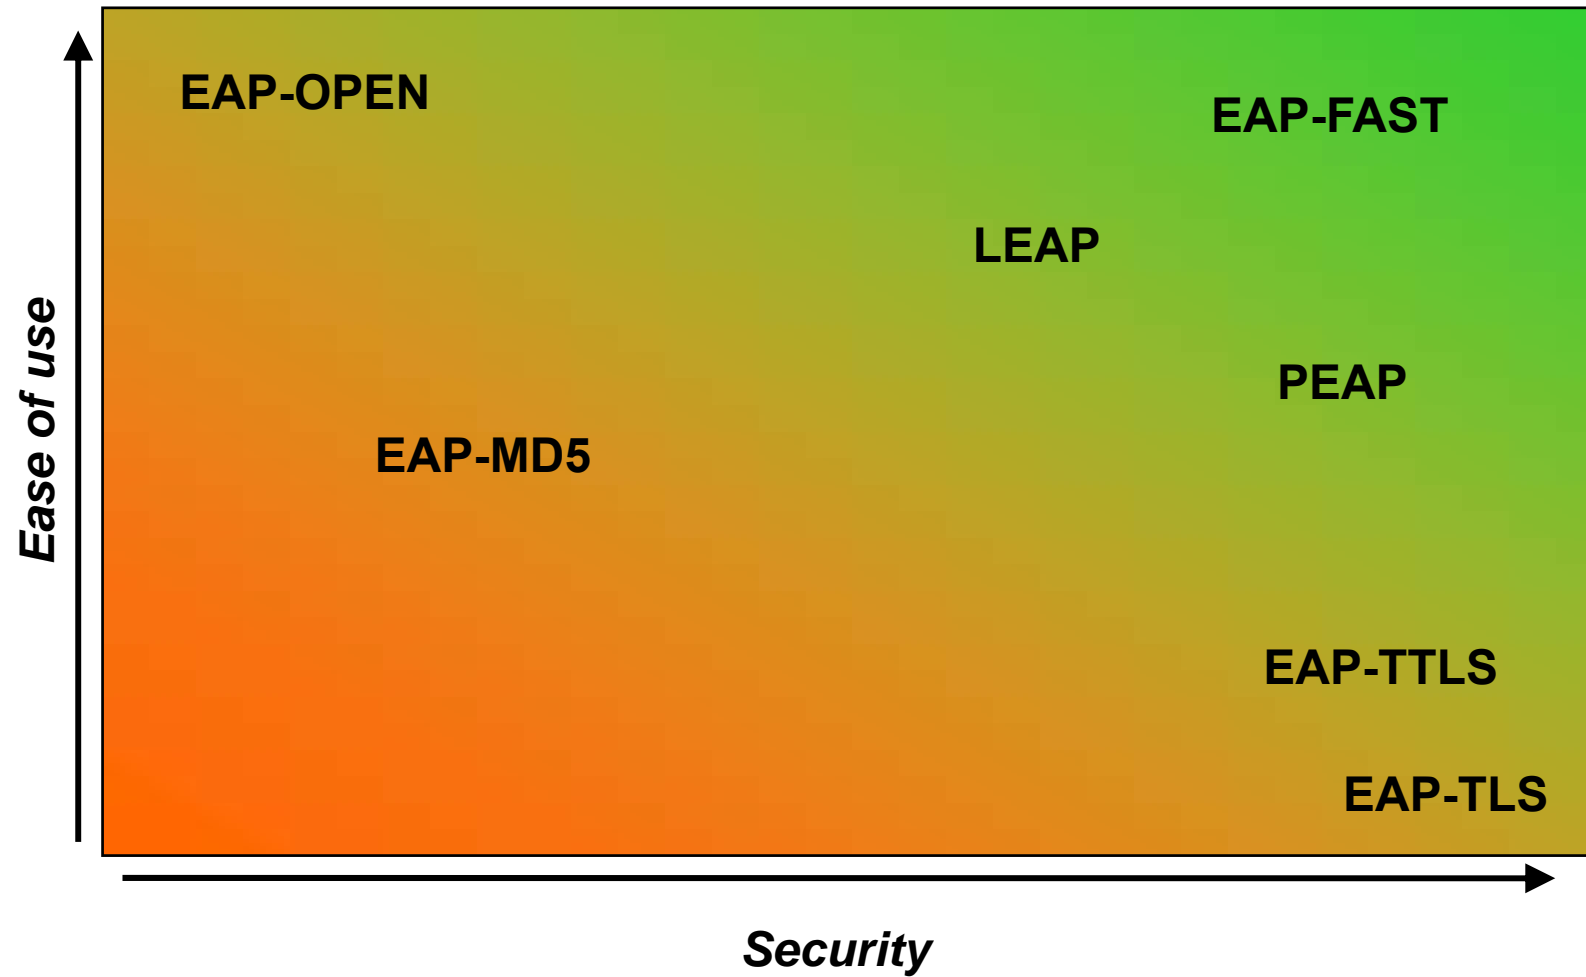 EAP-OPEN
EAP-FAST
LEAP
PEAP
EAP-MD5
EAP-TTLS
EAP-TLS
Ease of use
Security